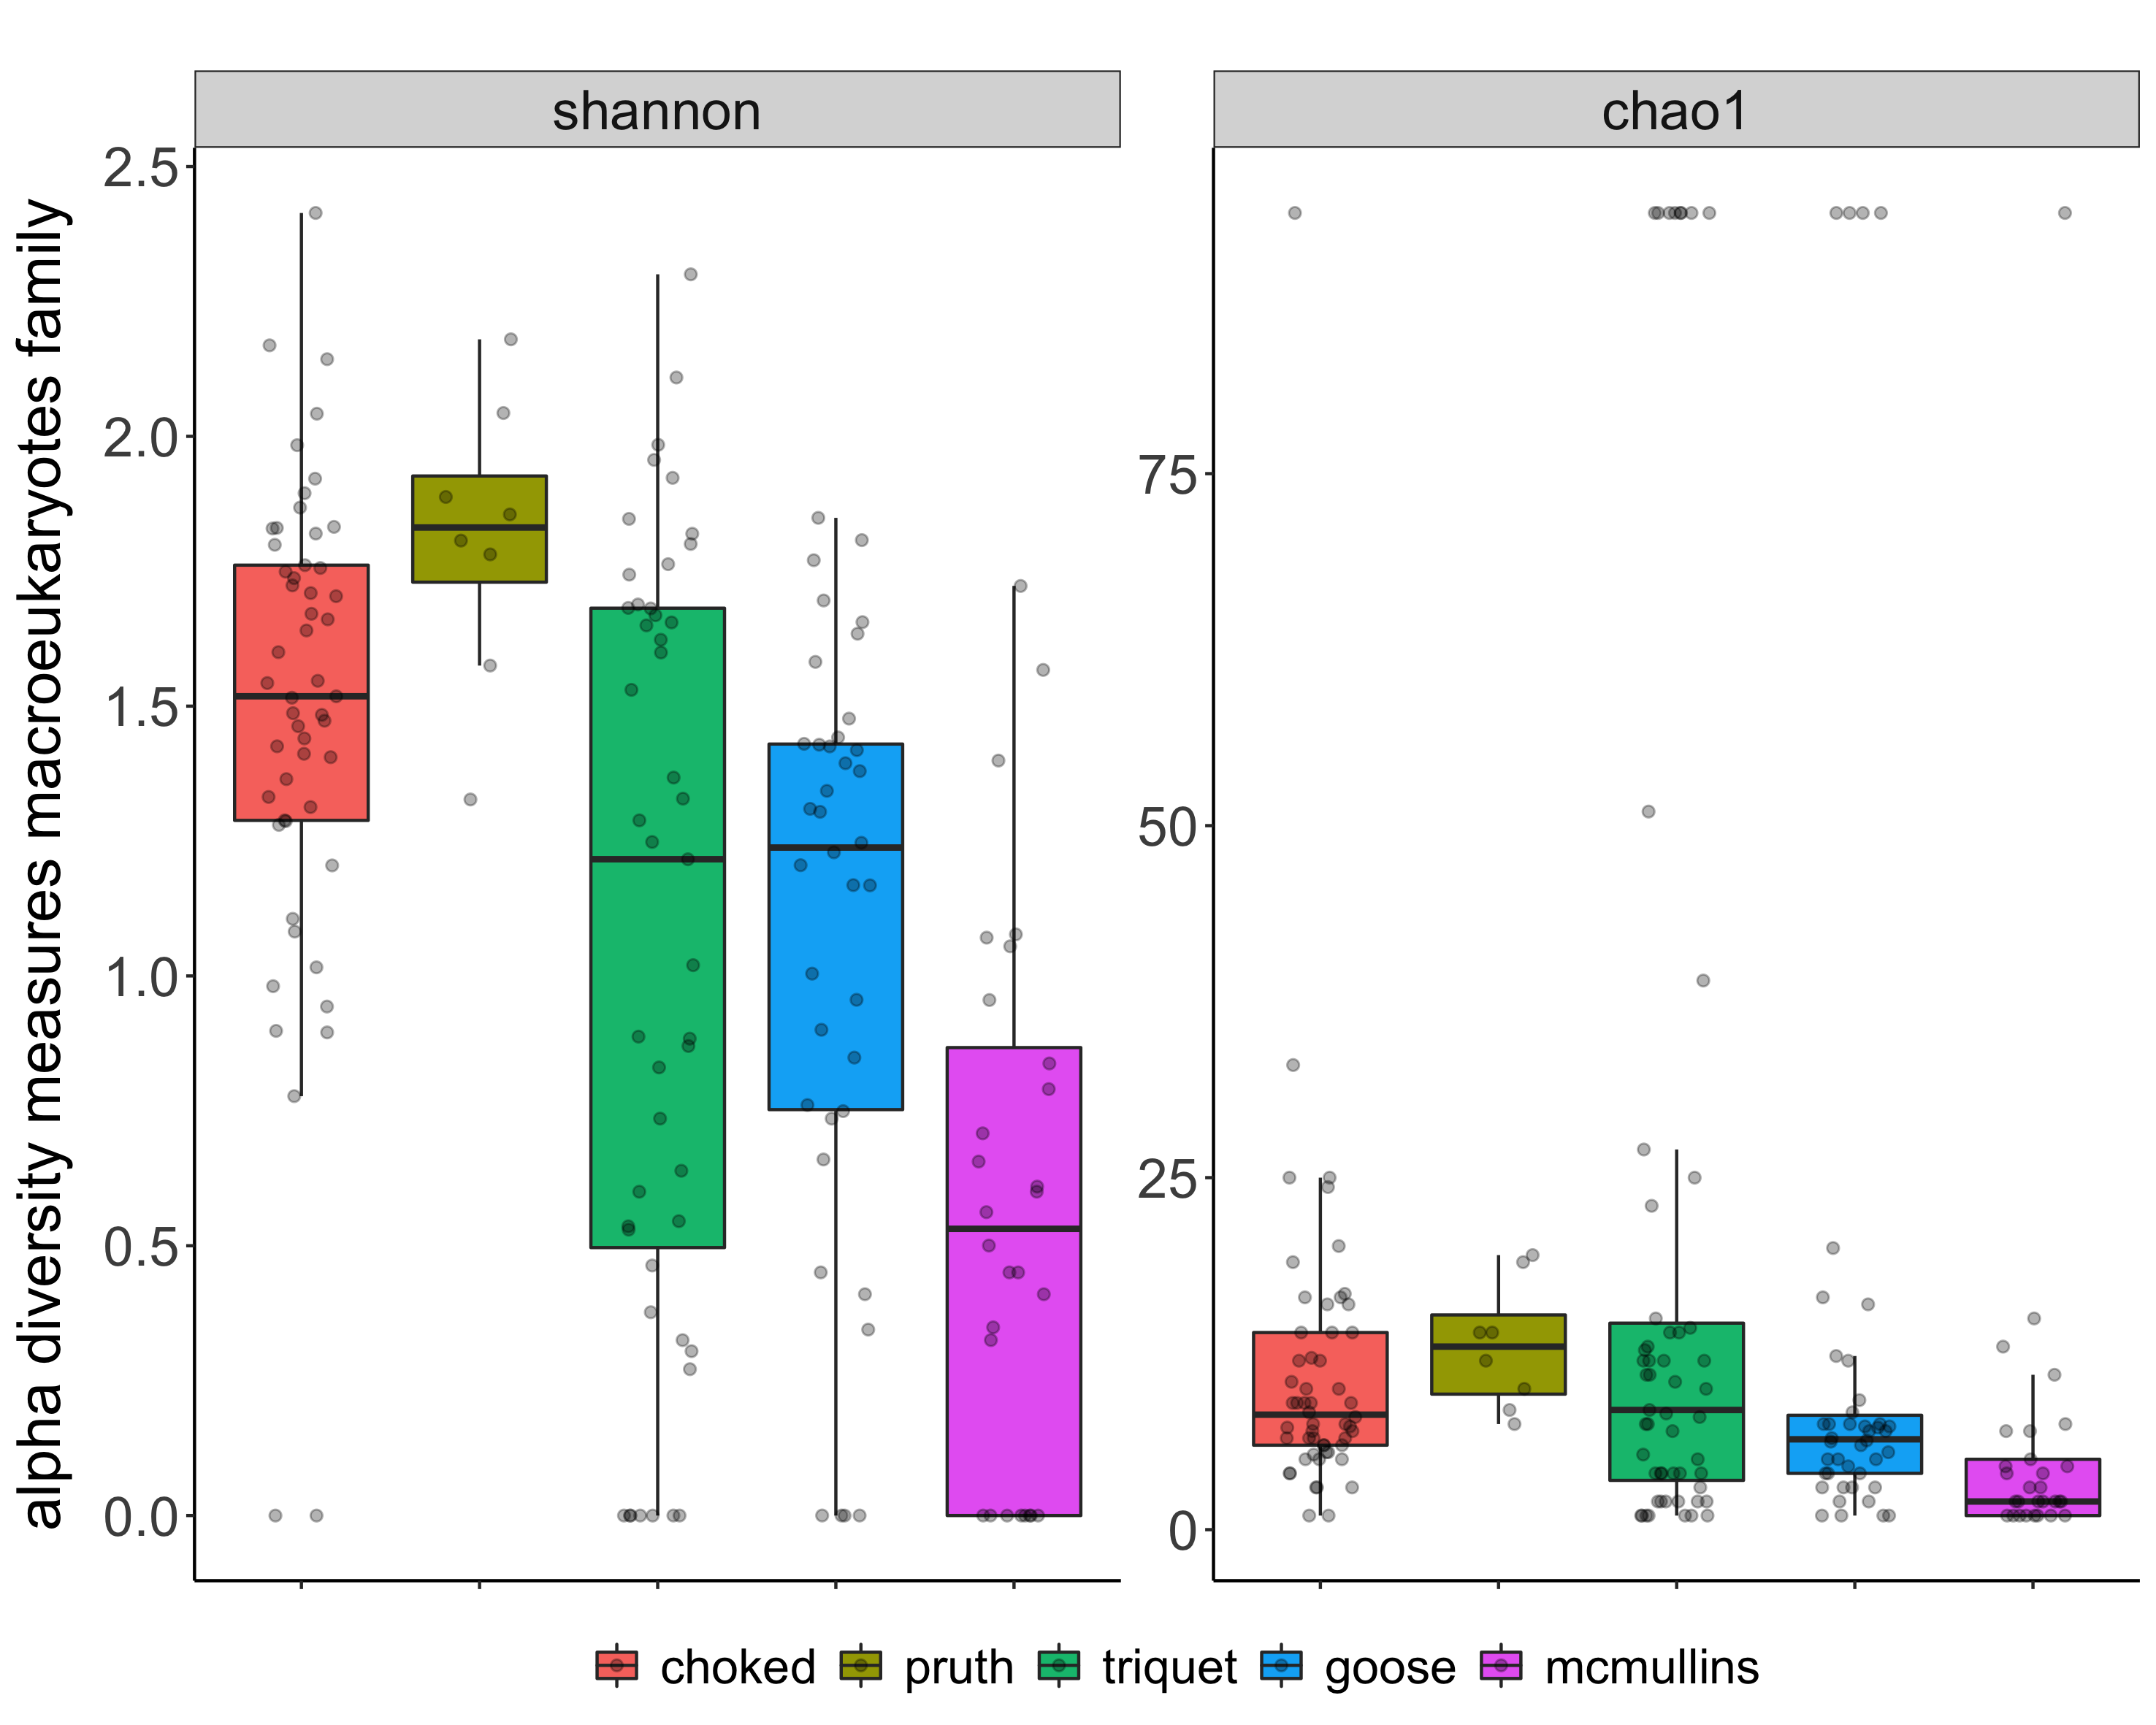 shannon
chao1
alpha diversity measures macroeukaryotes family
2.5
2.0
1.5
1.0
0.5
0.0
75
50
25
0
choked pruth triquet goose mcmullins